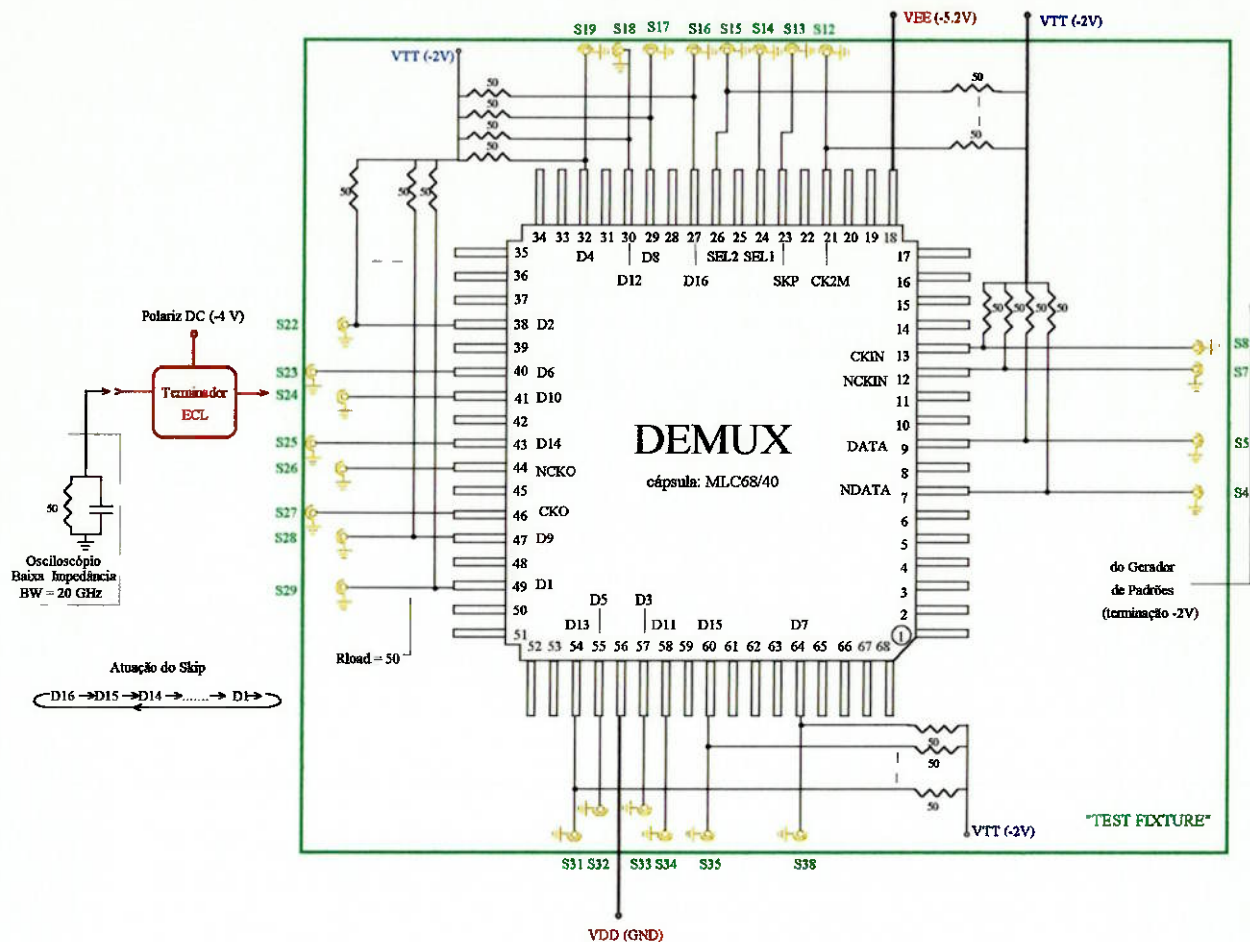 VEE (-5.2V)
VTT (-2V)
S19
S18
S17
S16
S15
S14
S13
S12
VTT (-2V)
50
50
50
50
50
50
50
50
50
34
33
32
31
30
29
28
27
26
25
24
23
22
21
20
19
18
D4
D8
SEL2
SEL1
D12
D16
SKP
CK2M
35
36
37
38 D2
39
40 D6
41 D10
42
43 D14
44 NCKO
45
46 CKO
47 D9
48
49 D1
50
51
17
16
15
14
CKIN 13
NCKIN 12
11
10
DATA 9
8
NDATA 7
6
5
4
3
2
1
50
50
50
50
DEMUX
cápsula: MLC68/40
Polariz DC (-4 V)
Terminador
ECL
50
Osciloscópio
Baixa Impedância
BW = 20 GHz
S22
S23
S24
S25
S26
S27
S28
S29
S8
S7
S5
S4
do Gerador
de Padrões
(terminação -2V)
Rload = 50
D5
D3
D13
D11
D15
D7
52
53
54
55
56
57
58
59
60
61
62
63
64
65
66
67
68
Atuação do Skip
D16
D15
D14
.......
D1
50
50
50
VTT (-2V)
"TEST FIXTURE"
S31
S32
S33
S34
S35
S38
VDD (GND)